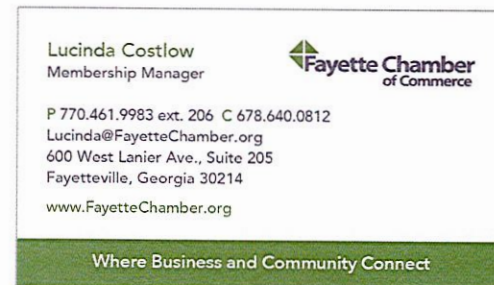 Lucinda Costlow
Membership Manager
Fayette Chamber
of Commerce
P 770.461.9983 ext. 206 C 678.640.0812
Lucinda@FayetteChamber.org
600 West Lanier Ave., Suite 205
Fayetteville, Georgia 30214
www.FayetteChamber.org
Where Business and Community Connect